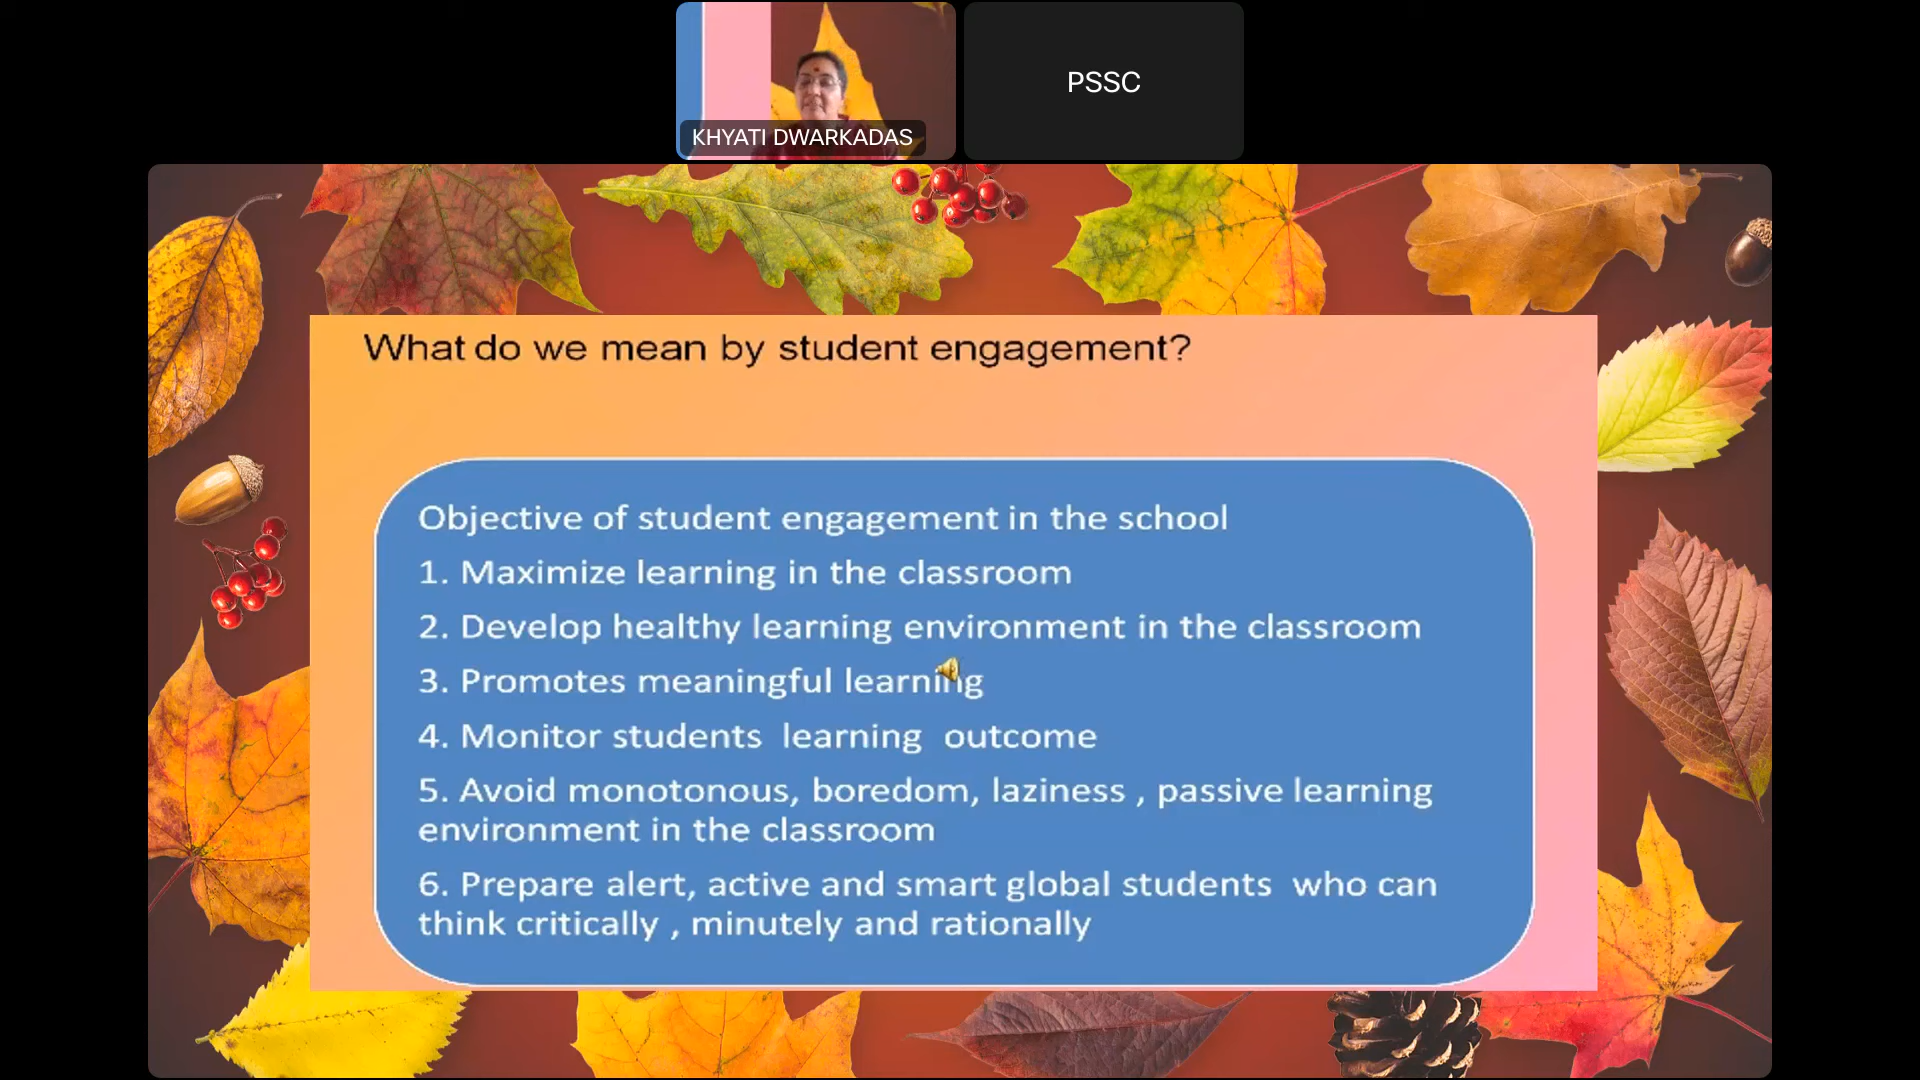 KHYATI DWARKADAS
PSSC
What do we mean by student engagement?
Objective of student engagement in the school
1. Maximize learning in the classroom
2. Develop healthy learning environment in the classroom
3. Promotes meaningful learning
4. Monitor students  learning  outcome
5. Avoid monotonous, boredom, laziness , passive learning
environment in the classroom
6. Prepare alert, active and smart global students  who can
think critically , minutely and rationally